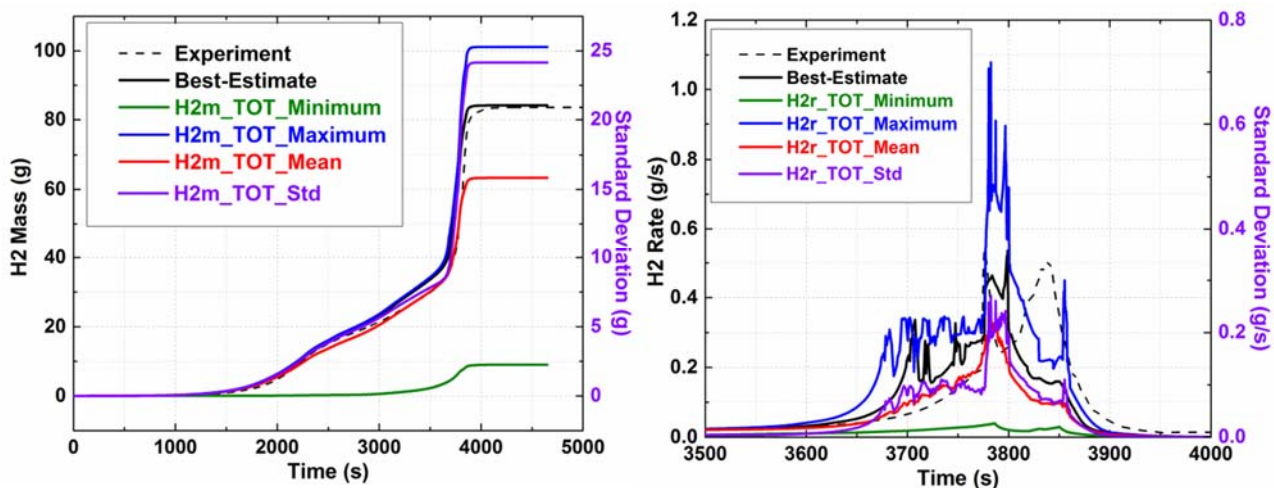 Experiment
Best-Estimate
H2m_TOT_Minimum
H2m_TOT_Maximum
H2m_TOT_Mean
H2m_TOT_Std
H2 Mass (g)
100
80
60
40
20
0
0
1000
2000
3000
4000
5000
Time (s)
25
20
15
10
5
0
Standard Deviation (g)
Experiment
Best-Estimate
H2r_TOT_Minimum
H2r_TOT_Maximum
H2r_TOT_Mean
H2r_TOT_Std
H2 Rate (g/s)
1.2
1.0
0.8
0.6
0.4
0.2
0.0
3500
3600
3700
3800
3900
4000
Time (s)
0.8
0.6
0.4
0.2
0.0
Standard Deviation (g/s)